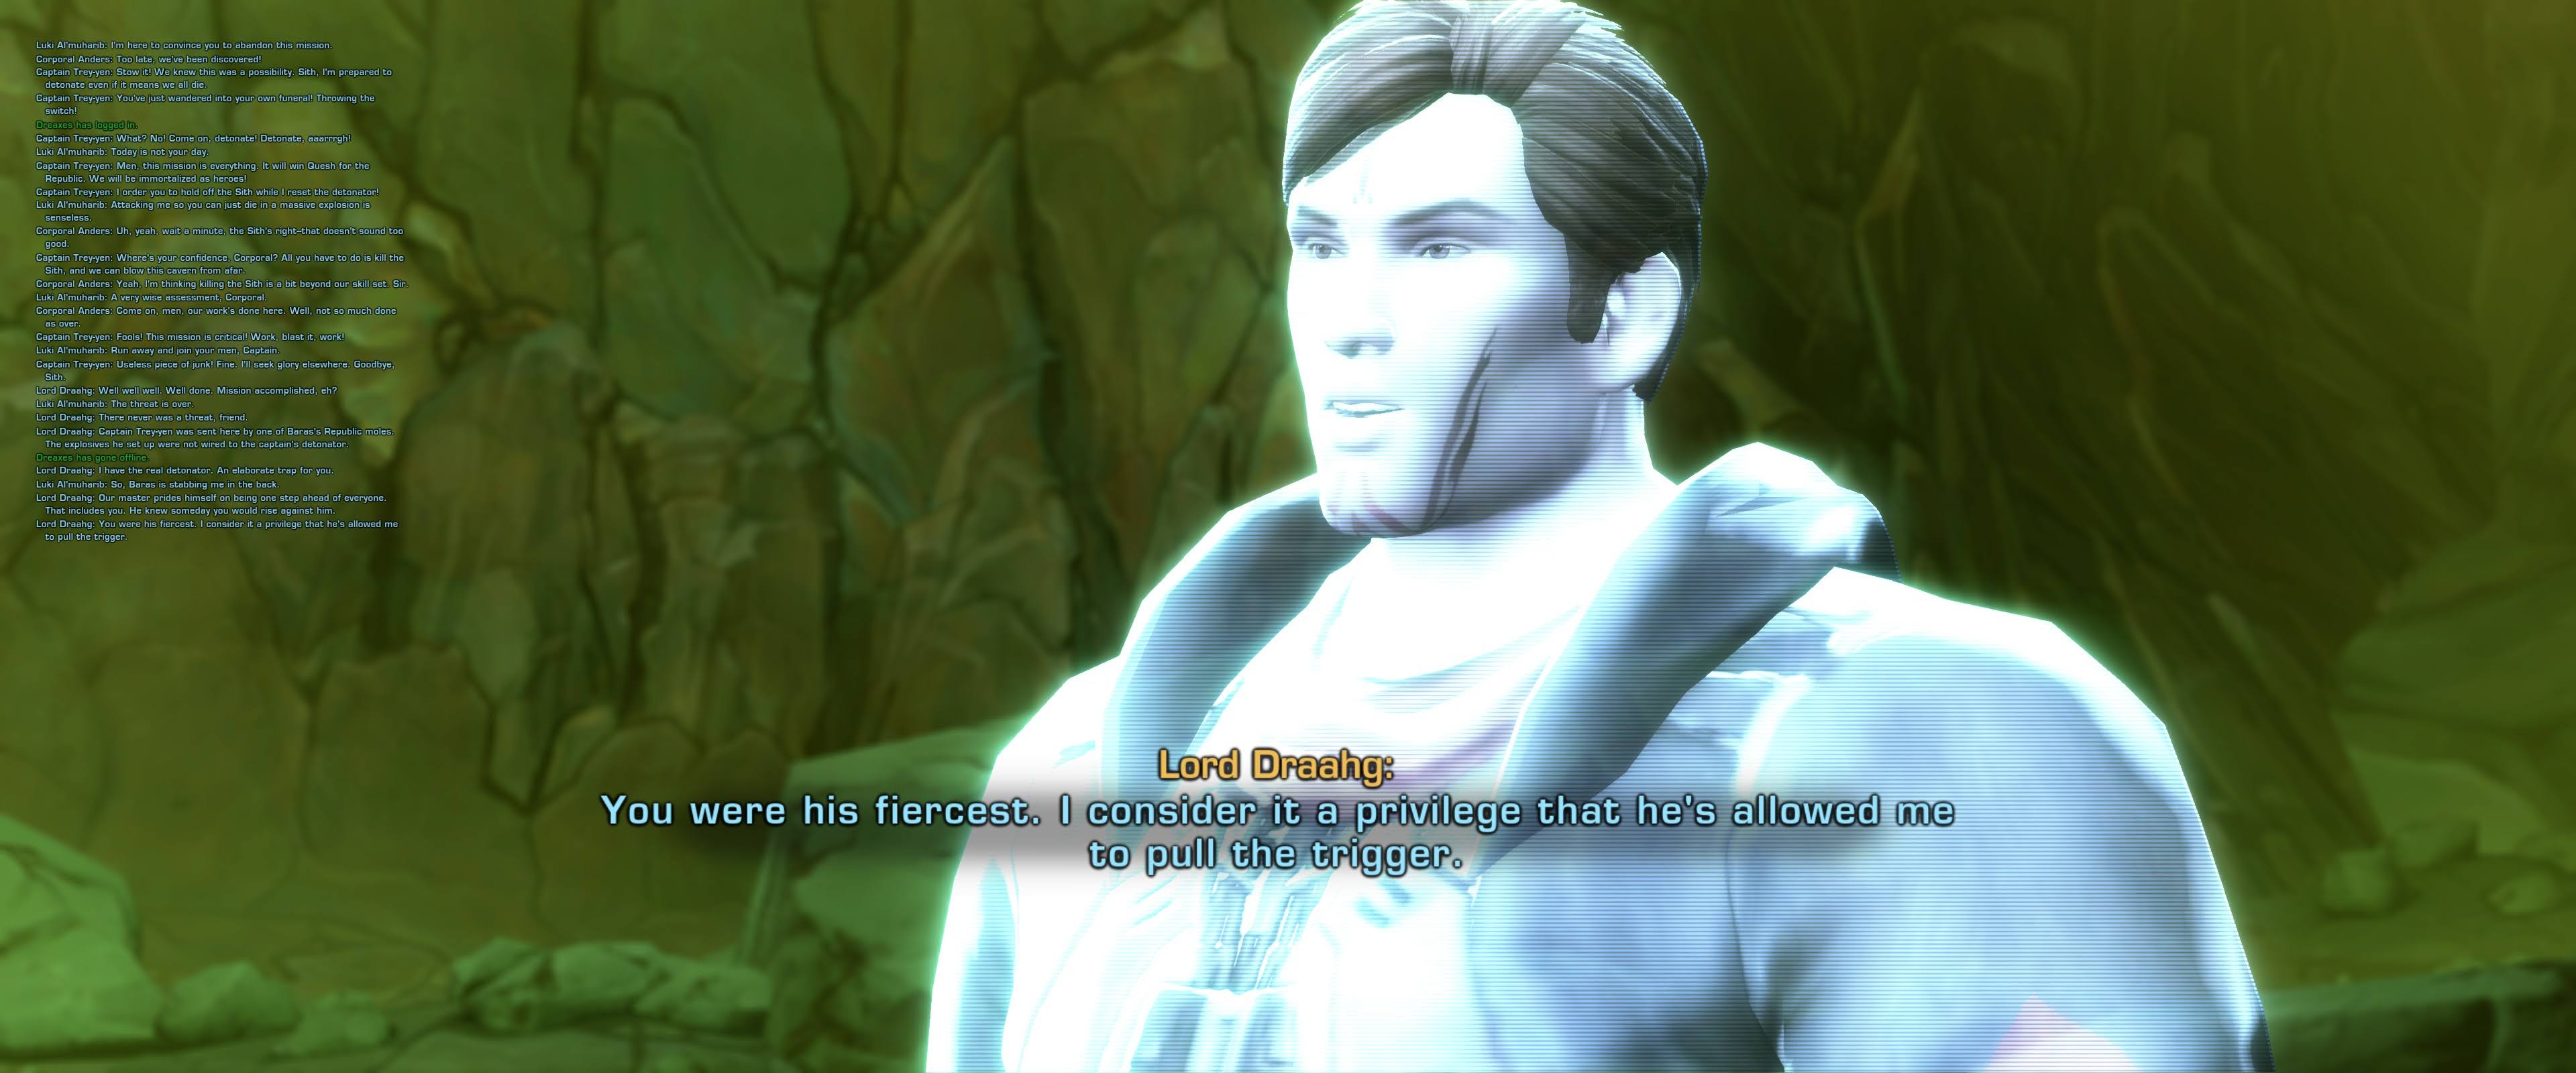 Luki Al'muharib: I'm here to convince you to abandon this mission.
Corporal Anders: Too late, we've been discovered!
Captain Trey-yen: Stow it! We knew this was a possibility. Sith, I'm prepared to
detonate even if it means we all die.
Captain Trey-yen: You've just wandered into your own funeral! Throwing the
switch!
Dreaxes has logged in.
Captain Trey-yen: What? No! Come on, detonate! Detonate, aaarrrgh!
Luki Al'muharib: Today is not your day.
Captain Trey-yen: Men, this mission is everything. It will win Quesh for the
Republic. We will be immortalized as heroes!
Captain Trey-yen: I order you to hold off the Sith while I reset the detonator!
Luki Al'muharib: Attacking me so you can just die in a massive explosion is
senseless.
Corporal Anders: Uh, yeah, wait a minute, the Sith's right–that doesn't sound too
good.
Captain Trey-yen: Where's your confidence, Corporal? All you have to do is kill the
Sith, and we can blow this cavern from afar.
Corporal Anders: Yeah, I'm thinking killing the Sith is a bit beyond our skill set. Sir.
Luki Al'muharib: A very wise assessment, Corporal.
Corporal Anders: Come on, men, our work's done here. Well, not so much done
as over.
Captain Trey-yen: Fools! This mission is critical! Work, blast it, work!
Luki Al'muharib: Run away and join your men, Captain.
Captain Trey-yen: Useless piece of junk! Fine. I'll seek glory elsewhere. Goodbye,
Sith.
Lord Draahg: Well well well. Well done. Mission accomplished, eh?
Luki Al'muharib: The threat is over.
Lord Draahg: There never was a threat, friend.
Lord Draahg: Captain Trey-yen was sent here by one of Baras's Republic moles.
The explosives he set up were not wired to the captain's detonator.
Dreaxes has gone offline.
Lord Draahg: I have the real detonator. An elaborate trap for you.
Luki Al'muharib: So, Baras is stabbing me in the back.
Lord Draahg: Our master prides himself on being one step ahead of everyone.
That includes you. He knew someday you would rise against him.
Lord Draahg: You were his fiercest. I consider it a privilege that he's allowed me
to pull the trigger.
Lord Draahg:
You were his fiercest. I consider it a privilege that he's allowed me
to pull the trigger.